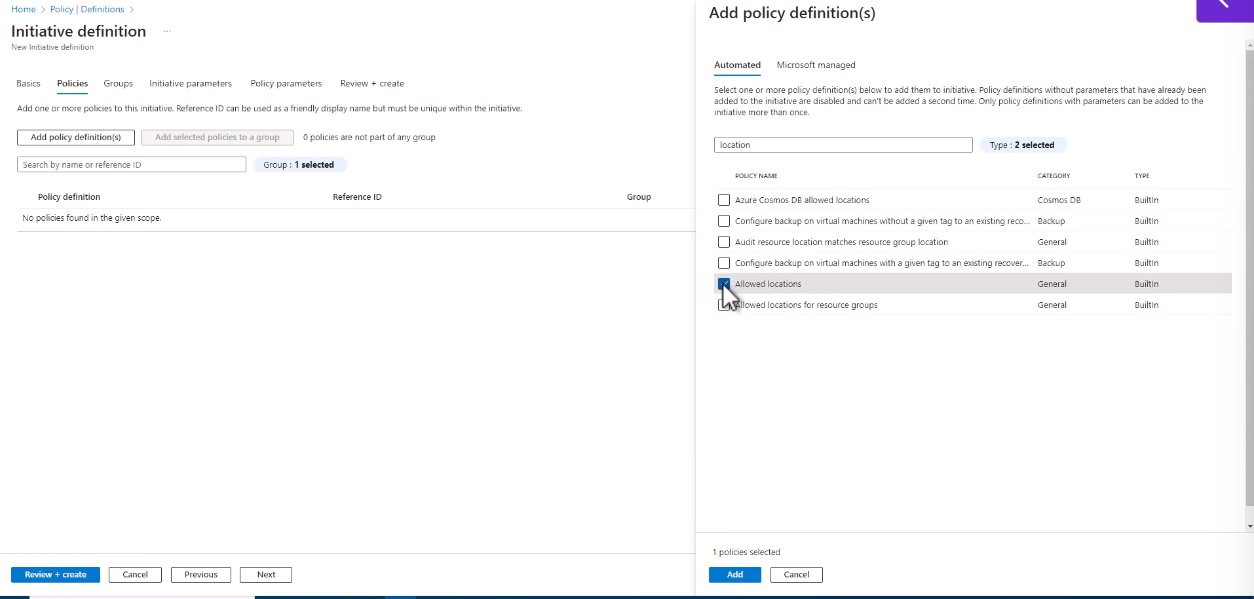 Home > Policy | Definitions >
Initiative definition ...
New Initiative definition
Basics Policies Groups Initiative parameters Policy parameters Review + create
Add one or more policies to this initiative. Reference ID can be used as a friendly display name but must be unique within the initiative.
Add policy definition(s) Add selected policies to a group 0 policies are not part of any group
Search by name or reference ID Group : 1 selected
Policy definition Reference ID Group
No policies found in the given scope.
Review + create Cancel Previous Next
Add policy definition(s)
Automated Microsoft managed
Select one or more policy definition(s) below to add them to initiative. Policy definitions without parameters that have already been
added to the initiative are disabled and can't be added a second time. Only policy definitions with parameters can be added to the
initiative more than once.
location Type : 2 selected
POLICY NAME CATEGORY TYPE
Azure Cosmos DB allowed locations Cosmos DB BuiltIn
Configure backup on virtual machines without a given tag to an existing reco... Backup BuiltIn
Audit resource location matches resource group location General BuiltIn
Configure backup on virtual machines with a given tag to an existing recover... Backup BuiltIn
Allowed locations General BuiltIn
Allowed locations for resource groups General BuiltIn
1 policies selected
Add Cancel